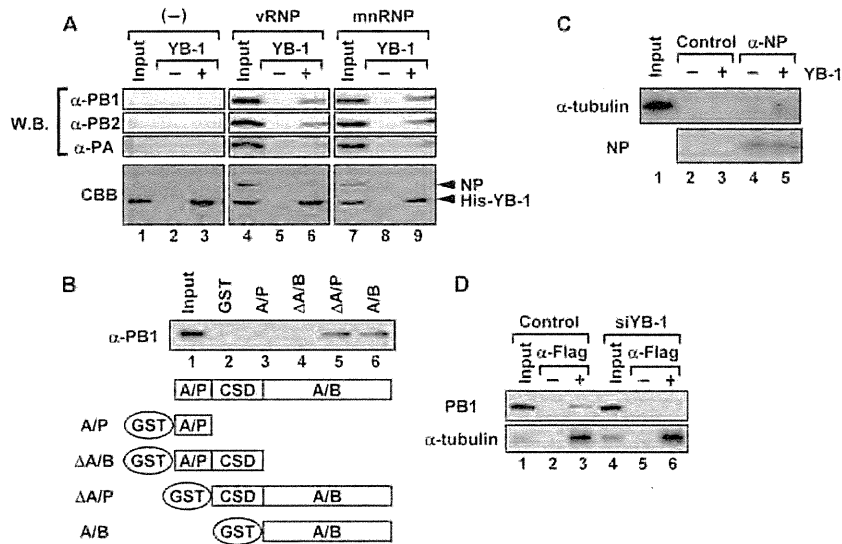 A
(−) vRNP mnRNP
Input YB-1 Input YB-1 Input YB-1
− + − + − +
W.B.
α-PB1
α-PB2
α-PA
CBB
NP
His-YB-1
1 2 3 4 5 6 7 8 9
C
Input Control α-NP
− + − + YB-1
α-tubulin
NP
1 2 3 4 5
B
Input GST A/P ΔA/B ΔA/P A/B
α-PB1
1 2 3 4 5 6
A/P CSD A/B
A/P GST A/P
ΔA/B GST A/P CSD
ΔA/P GST CSD A/B
A/B GST A/B
D
Control siYB-1
Input α-Flag Input α-Flag
− + − +
PB1
α-tubulin
1 2 3 4 5 6